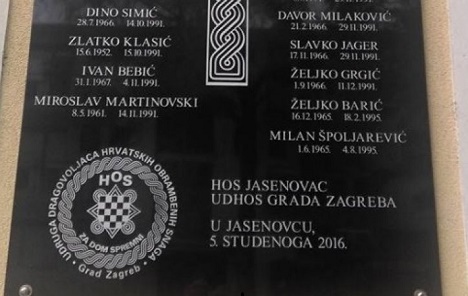 DINO SIMIĆ
28.7.1966. 14.10.1991.
ZLATKO KLASIĆ
15.6.1952. 15.10.1991.
IVAN BEBIĆ
31.1.1967. 4.11.1991.
MIROSLAV MARTINOVSKI
8.5.1961. 14.11.1991.
DAVOR MILAKOVIĆ
21.2.1966. 29.11.1991.
SLAVKO JAGER
17.11.1966. 29.11.1991.
ŽELJKO GRGIĆ
1.9.1966. 11.12.1991.
ŽELJKO BARIĆ
16.12.1965. 18.2.1995.
MILAN ŠPOLJAREVIĆ
1.6.1965. 4.8.1995.
UDRUGA DRAGOVOLJACA HRVATSKIH OBRAMBENIH SNAGA
HOS
ZA DOM SPREMNI
• Grad Zagreb •
HOS JASENOVAC
UDHOS GRADA ZAGREBA
U JASENOVCU,
5. STUDENOGA 2016.